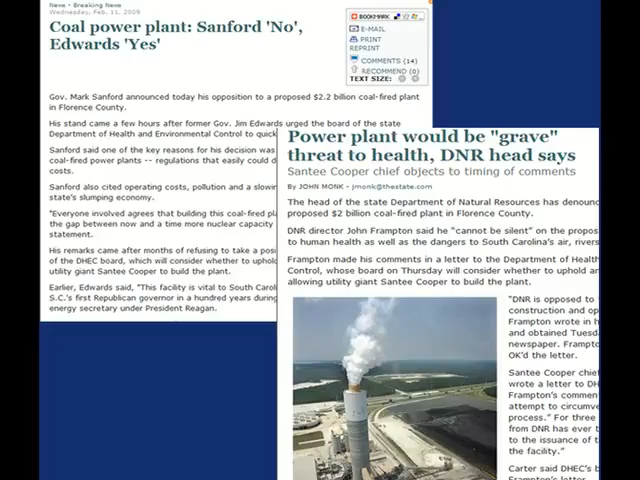 News - Breaking News
Wednesday, Feb. 11, 2009
Coal power plant: Sanford 'No',
Edwards 'Yes'
BOOKMARK
E-MAIL
PRINT
REPRINT
COMMENTS (14)
RECOMMEND (0)
TEXT SIZE:
Gov. Mark Sanford announced today his opposition to a proposed $2.2 billion coal-fired plant
in Florence County.
His stand came a few hours after former Gov. Jim Edwards urged the board of the state
Department of Health and Environmental Control to quick
Sanford said one of the key reasons for his decision was
coal-fired power plants -- regulations that easily could d
costs.
Sanford also cited operating costs, pollution and a slowin
state's slumping economy.
"Everyone involved agrees that building this coal-fired pla
the gap between now and a time more nuclear capacity
statement.
His remarks came after months of refusing to take a posi
of the DHEC board, which will consider whether to uphold
utility giant Santee Cooper to build the plant.
Earlier, Edwards said, "This facility is vital to South Carol
S.C.'s first Republican governor in a hundred years during
energy secretary under President Reagan.
Power plant would be "grave"
threat to health, DNR head says
Santee Cooper chief objects to timing of comments
By JOHN MONK - jmonk@thestate.com
The head of the state Department of Natural Resources has denounc
proposed $2 billion coal-fired plant in Florence County.
DNR director John Frampton said he "cannot be silent" on the propos
to human health as well as the dangers to South Carolina's air, rivers
Frampton made his comments in a letter to the Department of Health
Control, whose board on Thursday will consider whether to uphold an
allowing utility giant Santee Cooper to build the plant.
"DNR is opposed to
construction and op
Frampton wrote in h
and obtained Tuesda
newspaper. Frampto
OK'd the letter.
Santee Cooper chief
wrote a letter to DH
Frampton's commen
attempt to circumve
process." For three
from DNR has ever t
to the issuance of t
the facility."
Carter said DHEC's b
Frampton's letter